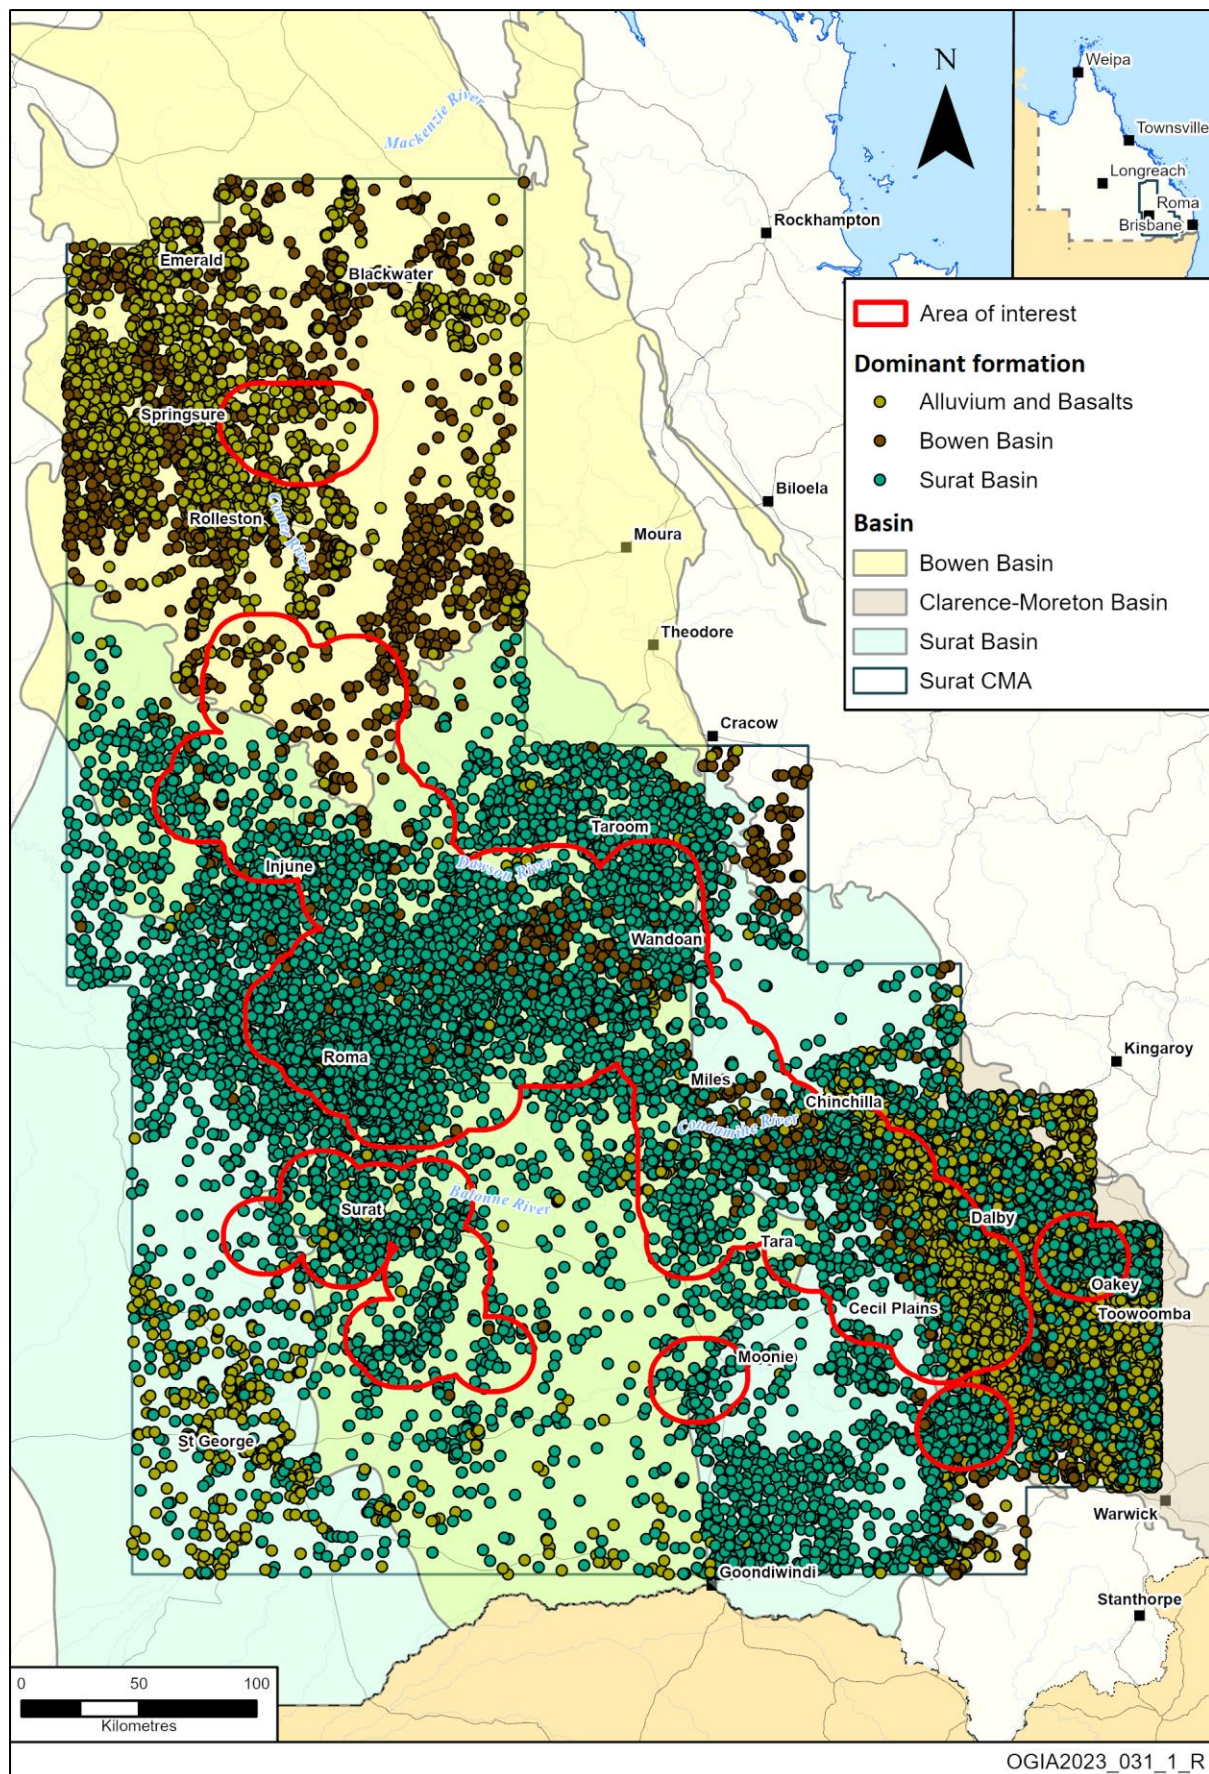 Mackenzie River
N
Weipa
Townsville
Longreach
Roma
Brisbane
Rockhampton
Emerald
Blackwater
Area of interest
Dominant formation
Alluvium and Basalts
Bowen Basin
Surat Basin
Basin
Bowen Basin
Clarence-Moreton Basin
Surat Basin
Surat CMA
Springsure
Biloela
Rolleston
Comet River
Moura
Theodore
Cracow
Taroom
Injune
Dawson River
Wandoan
Roma
Miles
Kingaroy
Chinchilla
Condamine River
Surat
Balonne River
Dalby
Tara
Oakey
Cecil Plains
Toowoomba
Moonie
St George
Warwick
Goondiwindi
Stanthorpe
0 50 100
Kilometres
OGIA2023_031_1_R